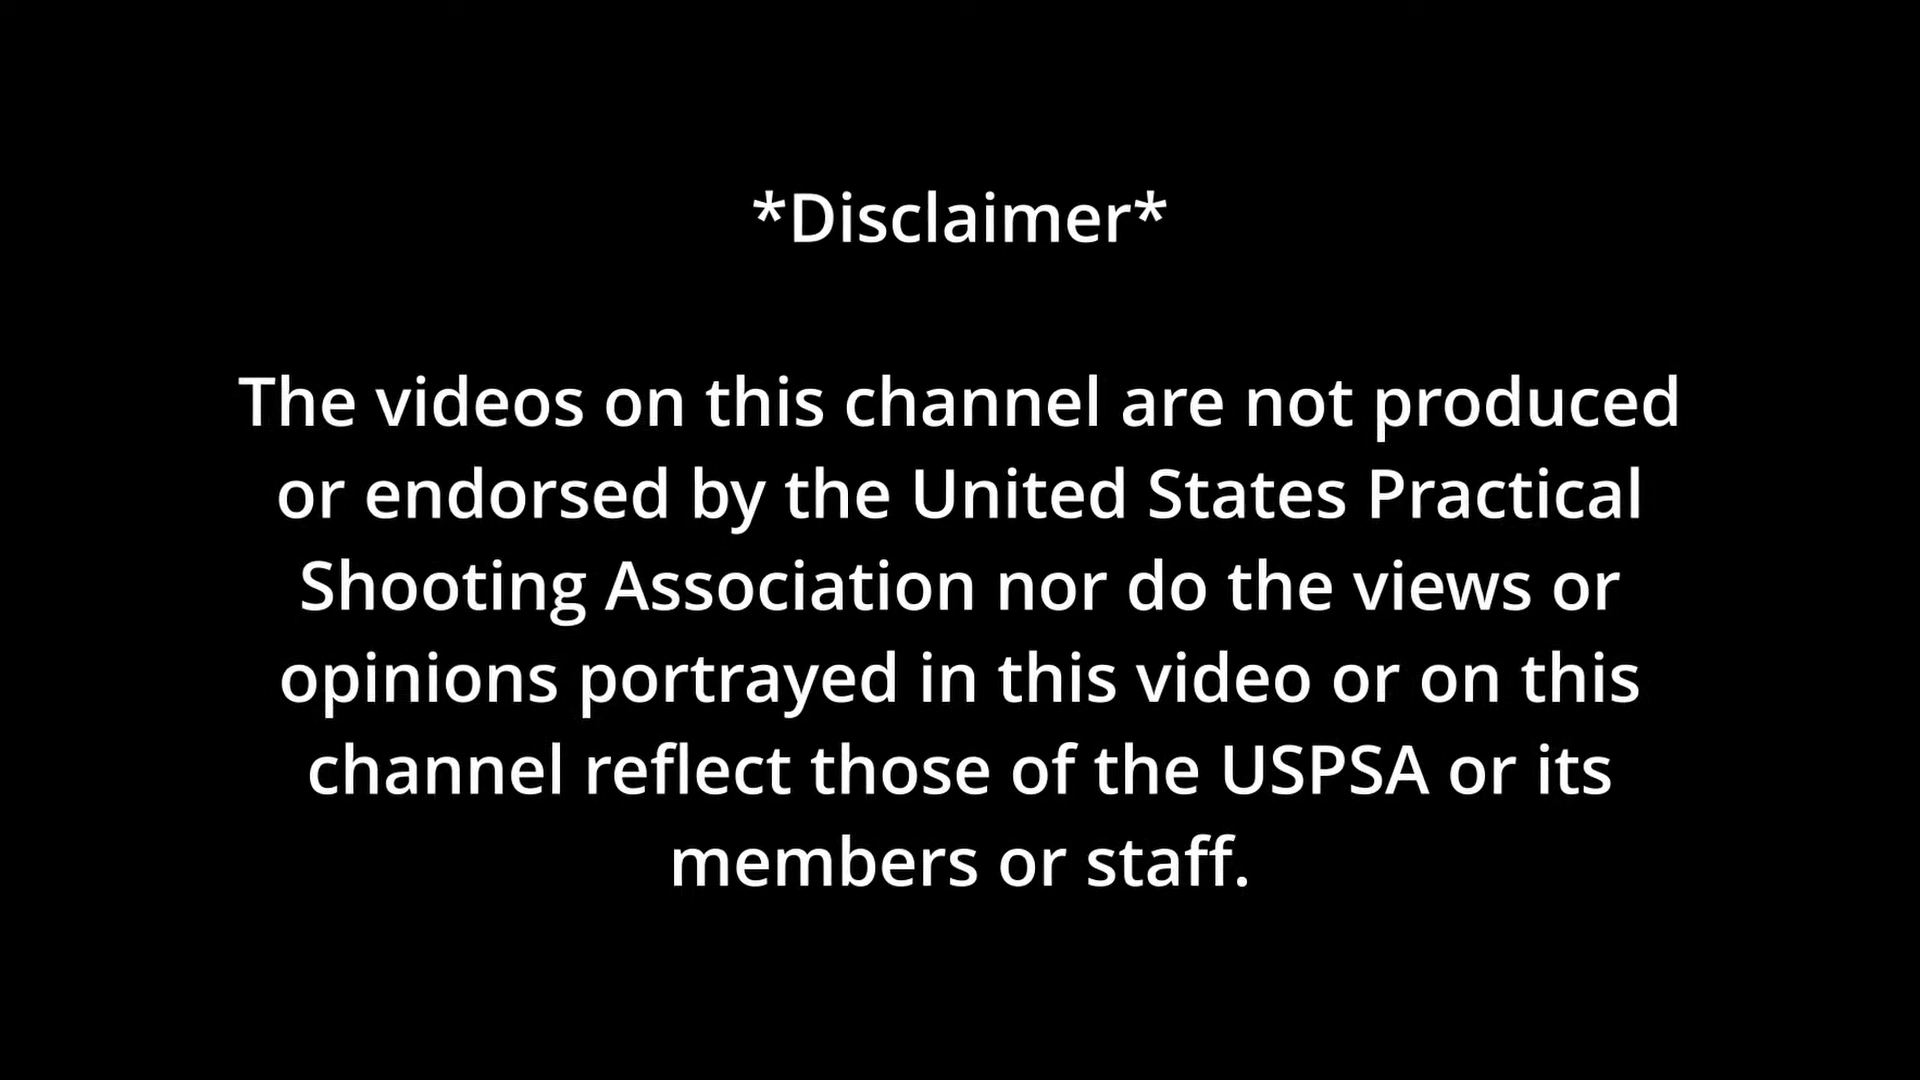 *Disclaimer*
The videos on this channel are not produced
or endorsed by the United States Practical
Shooting Association nor do the views or
opinions portrayed in this video or on this
channel reflect those of the USPSA or its
members or staff.